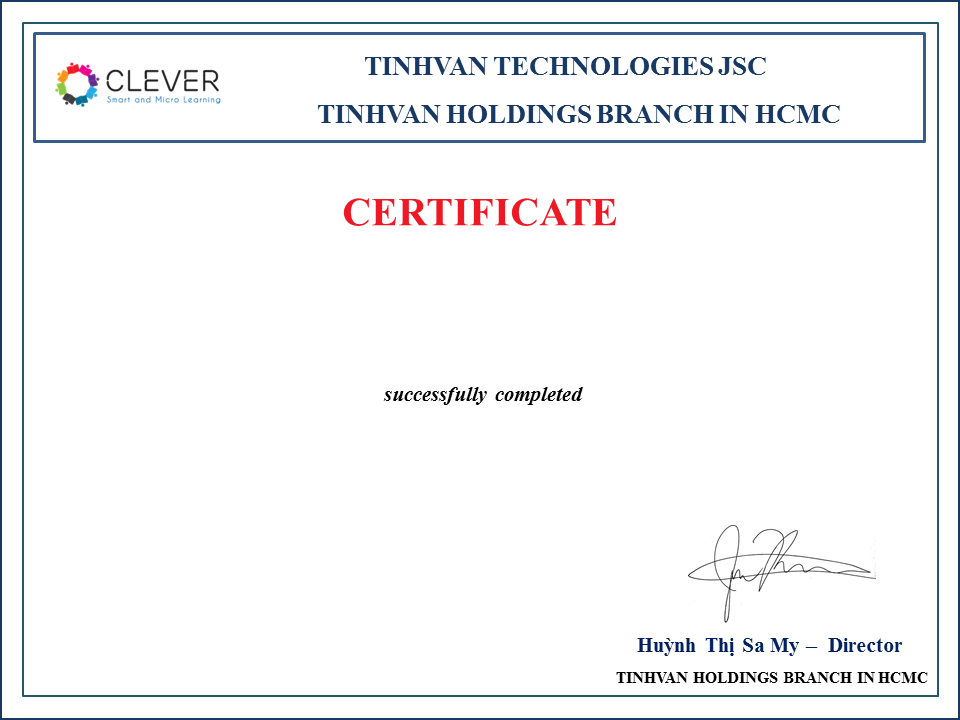 CLEVER
Smart and Micro Learning
TINHVAN TECHNOLOGIES JSC
TINHVAN HOLDINGS BRANCH IN HCMC
CERTIFICATE
successfully completed
Huỳnh Thị Sa My – Director
TINHVAN HOLDINGS BRANCH IN HCMC